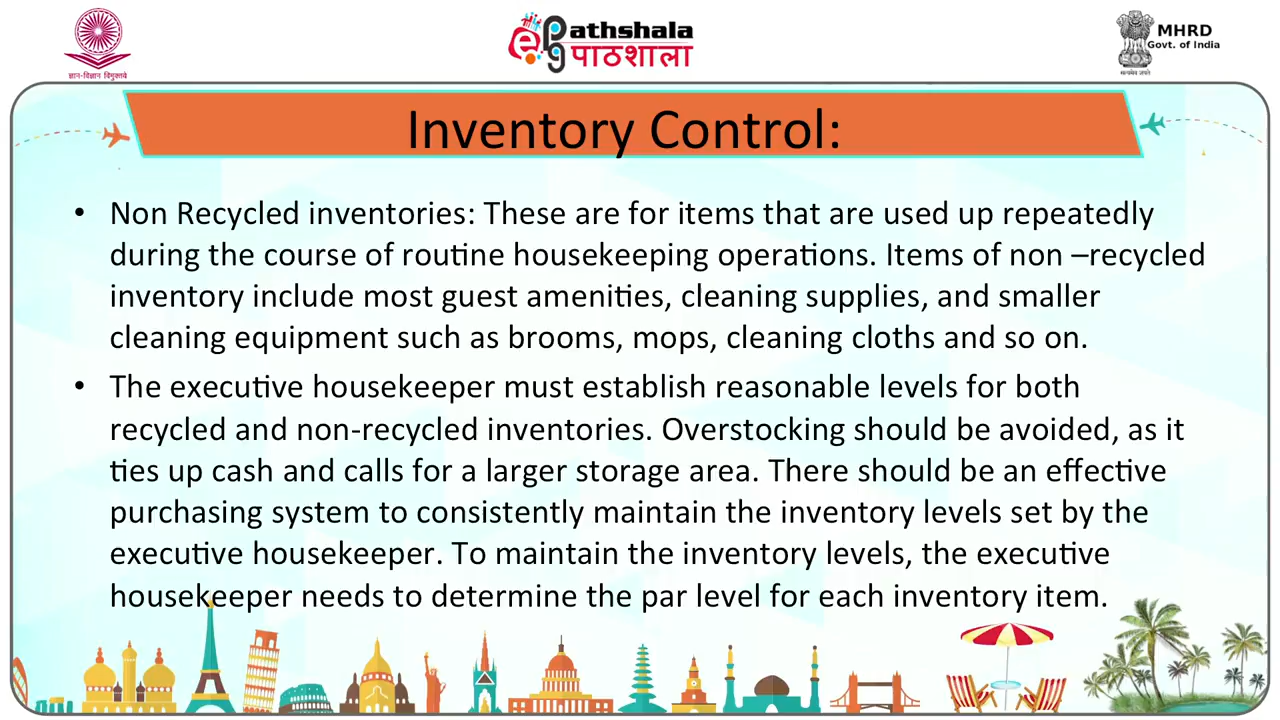 ज्ञान-विज्ञान विमुक्तये
e Pathshala
pg पाठशाला
MHRD
Govt. of India
सत्यमेव जयते
Inventory Control:
• Non Recycled inventories: These are for items that are used up repeatedly
during the course of routine housekeeping operations. Items of non –recycled
inventory include most guest amenities, cleaning supplies, and smaller
cleaning equipment such as brooms, mops, cleaning cloths and so on.
• The executive housekeeper must establish reasonable levels for both
recycled and non-recycled inventories. Overstocking should be avoided, as it
ties up cash and calls for a larger storage area. There should be an effective
purchasing system to consistently maintain the inventory levels set by the
executive housekeeper. To maintain the inventory levels, the executive
housekeeper needs to determine the par level for each inventory item.